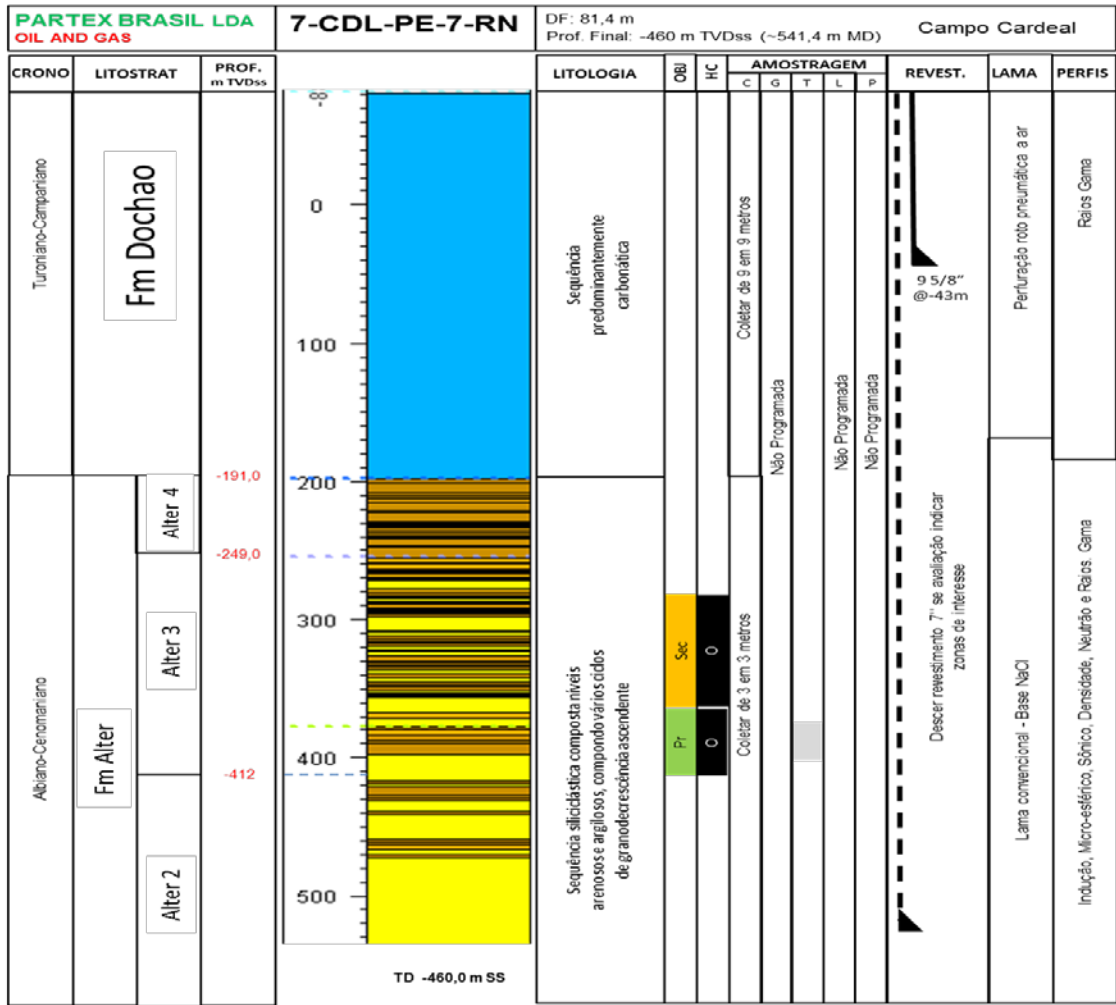 PARTEX BRASIL LDA
OIL AND GAS
7-CDL-PE-7-RN
DF: 81,4 m
Prof. Final: -460 m TVDss (~541,4 m MD)
Campo Cardeal
CRONO
LITOSTRAT
PROF.
m TVDss
LITOLOGIA
OBJ
HC
AMOSTRAGEM
C
G
T
L
P
REVEST.
LAMA
PERFIS
Turoniano-Campaniano
Albiano-Cenomaniano
Fm Dochao
Fm Alter
Alter 4
Alter 3
Alter 2
-191,0
-249,0
-412
-8
0
100
200
300
400
500
TD -460,0 m SS
Sequência
predominantemente
carbonática
Sequência siliciclástica composta níveis
arenosos e argilosos, compondo vários ciclos
de granodecrescência ascendente
Sec
Pr
O
O
Coletar de 9 em 9 metros
Coletar de 3 em 3 metros
Não Programada
Não Programada
Não Programada
9 5/8"
@-43m
Descer revestimento 7" se avaliação indicar
zonas de interesse
Perfuração roto pneumática a ar
Lama convencional - Base NaCl
Raios Gama
Indução, Micro-esférico, Sônico, Densidade, Neutrão e Raios. Gama